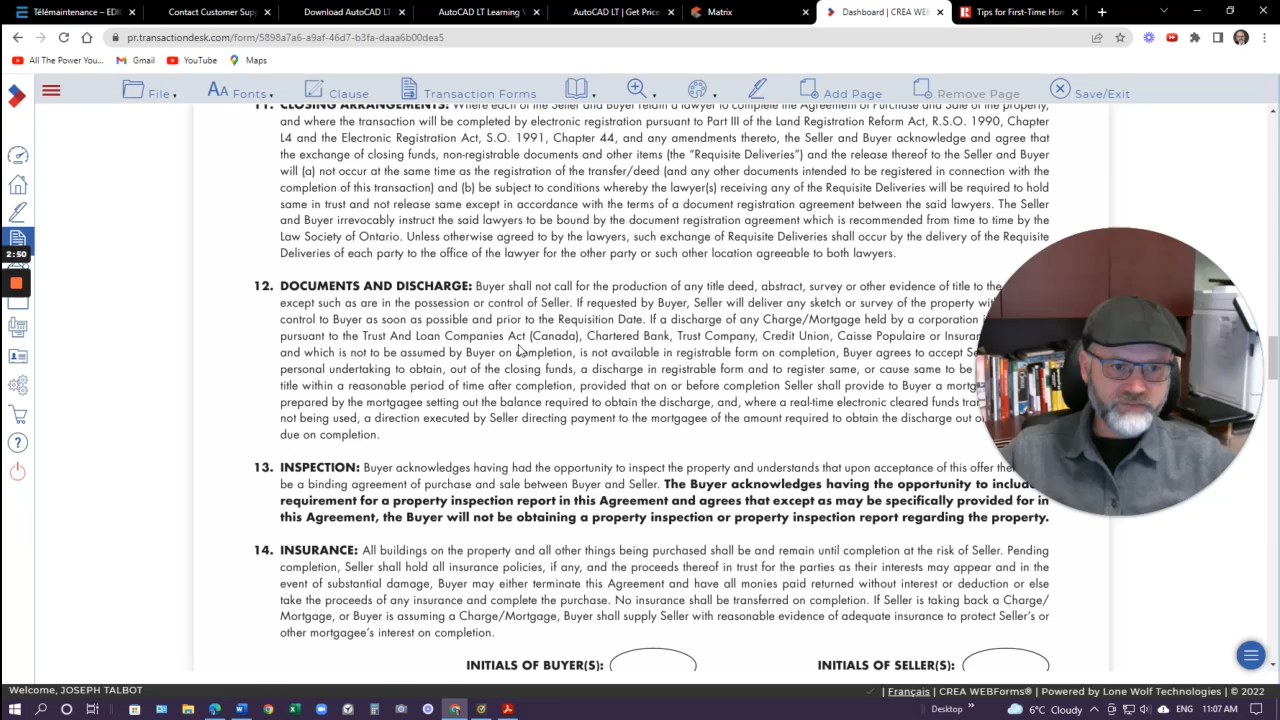 Télémaintenance – EDI
Contact Customer Sup
Download AutoCAD LT
AutoCAD LT Learning
AutoCAD LT | Get Price
Matrix
Dashboard | CREA WEB
Tips for First-Time Hon
pr.transactiondesk.com/form/5898a7a6-a9af-46d7-b3fa-daaa6b00dea5
All The Power You...
Gmail
YouTube
Maps
File
Fonts
Clause
Transaction Forms
Add Page
Remove Page
Save/Exit
11. CLOSING ARRANGEMENTS: Where each of the Seller and Buyer retain a lawyer to complete the Agreement of Purchase and Sale of the property,
and where the transaction will be completed by electronic registration pursuant to Part III of the Land Registration Reform Act, R.S.O. 1990, Chapter
L4 and the Electronic Registration Act, S.O. 1991, Chapter 44, and any amendments thereto, the Seller and Buyer acknowledge and agree that
the exchange of closing funds, non-registrable documents and other items (the "Requisite Deliveries") and the release thereof to the Seller and Buyer
will (a) not occur at the same time as the registration of the transfer/deed (and any other documents intended to be registered in connection with the
completion of this transaction) and (b) be subject to conditions whereby the lawyer(s) receiving any of the Requisite Deliveries will be required to hold
same in trust and not release same except in accordance with the terms of a document registration agreement between the said lawyers. The Seller
and Buyer irrevocably instruct the said lawyers to be bound by the document registration agreement which is recommended from time to time by the
Law Society of Ontario. Unless otherwise agreed to by the lawyers, such exchange of Requisite Deliveries shall occur by the delivery of the Requisite
Deliveries of each party to the office of the lawyer for the other party or such other location agreeable to both lawyers.
2:50
12. DOCUMENTS AND DISCHARGE: Buyer shall not call for the production of any title deed, abstract, survey or other evidence of title to the
except such as are in the possession or control of Seller. If requested by Buyer, Seller will deliver any sketch or survey of the property wit
control to Buyer as soon as possible and prior to the Requisition Date. If a discharge of any Charge/Mortgage held by a corporation i
pursuant to the Trust And Loan Companies Act (Canada), Chartered Bank, Trust Company, Credit Union, Caisse Populaire or Insuran
and which is not to be assumed by Buyer on completion, is not available in registrable form on completion, Buyer agrees to accept Se
personal undertaking to obtain, out of the closing funds, a discharge in registrable form and to register same, or cause same to be
title within a reasonable period of time after completion, provided that on or before completion Seller shall provide to Buyer a mortg
prepared by the mortgagee setting out the balance required to obtain the discharge, and, where a real-time electronic cleared funds tran
not being used, a direction executed by Seller directing payment to the mortgagee of the amount required to obtain the discharge out o
due on completion.
13. INSPECTION: Buyer acknowledges having had the opportunity to inspect the property and understands that upon acceptance of this offer the
be a binding agreement of purchase and sale between Buyer and Seller. The Buyer acknowledges having the opportunity to include
requirement for a property inspection report in this Agreement and agrees that except as may be specifically provided for in
this Agreement, the Buyer will not be obtaining a property inspection or property inspection report regarding the property.
14. INSURANCE: All buildings on the property and all other things being purchased shall be and remain until completion at the risk of Seller. Pending
completion, Seller shall hold all insurance policies, if any, and the proceeds thereof in trust for the parties as their interests may appear and in the
event of substantial damage, Buyer may either terminate this Agreement and have all monies paid returned without interest or deduction or else
take the proceeds of any insurance and complete the purchase. No insurance shall be transferred on completion. If Seller is taking back a Charge/
Mortgage, or Buyer is assuming a Charge/Mortgage, Buyer shall supply Seller with reasonable evidence of adequate insurance to protect Seller's or
other mortgagee's interest on completion.
INITIALS OF BUYER(S):
INITIALS OF SELLER(S):
Welcome, JOSEPH TALBOT
| Français | CREA WEBForms® | Powered by Lone Wolf Technologies | © 2022
Desktop
6°C Cloudy
11:07 AM